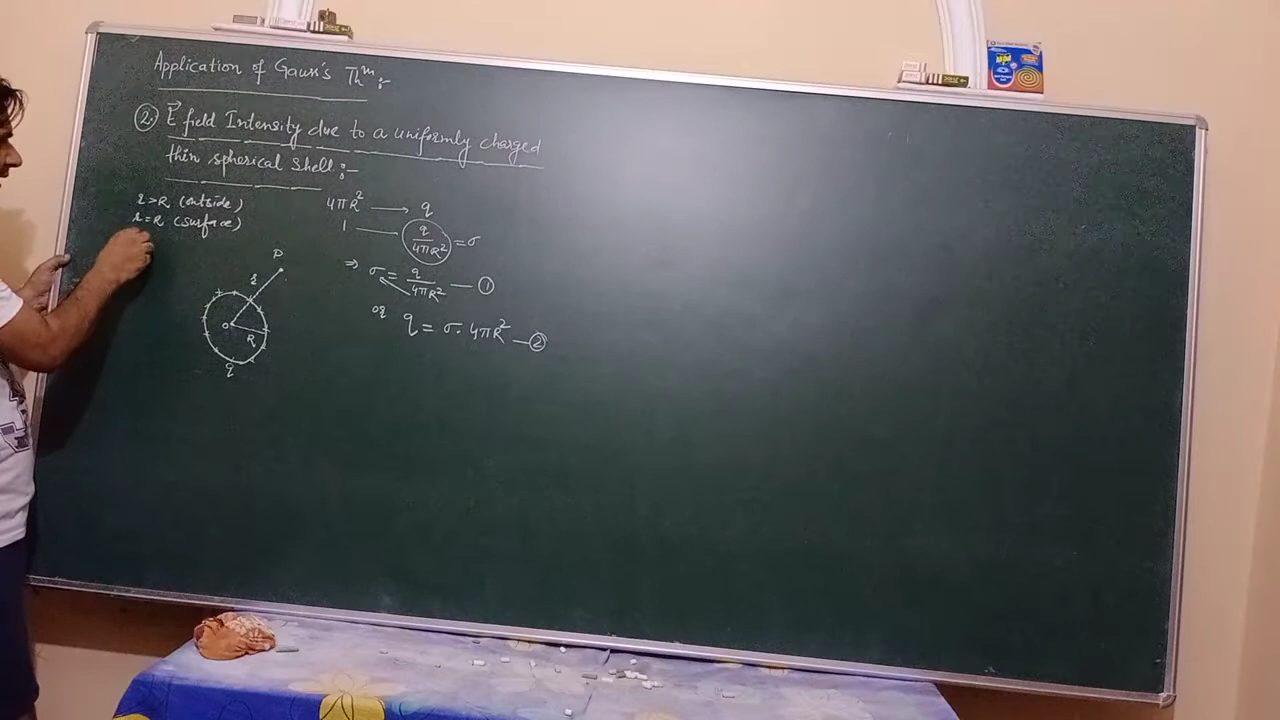 Application of Gauss's Thm:
2. E⃗ field Intensity due to a uniformly charged
thin spherical shell:-
r>R (outside)
r=R (surface)
4πR² → q
1 — q/4πR² = σ
⇒ σ = q/4πR² — ①
or q = σ. 4πR² — ②
P
r
O
R
q